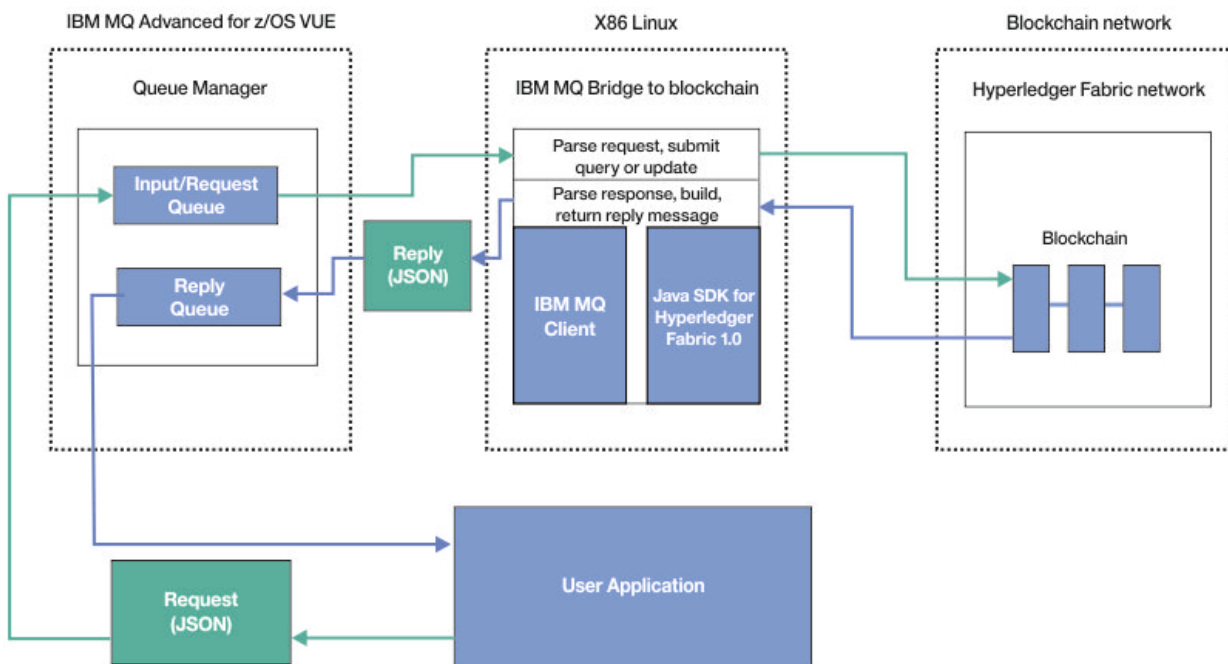 IBM MQ Advanced for z/OS VUE
X86 Linux
Blockchain network
Queue Manager
IBM MQ Bridge to blockchain
Hyperledger Fabric network
Input/Request
Queue
Parse request, submit
query or update
Parse response, build,
return reply message
Reply
(JSON)
Reply
Queue
IBM MQ
Client
Java SDK for
Hyperledger
Fabric 1.0
Blockchain
User Application
Request
(JSON)